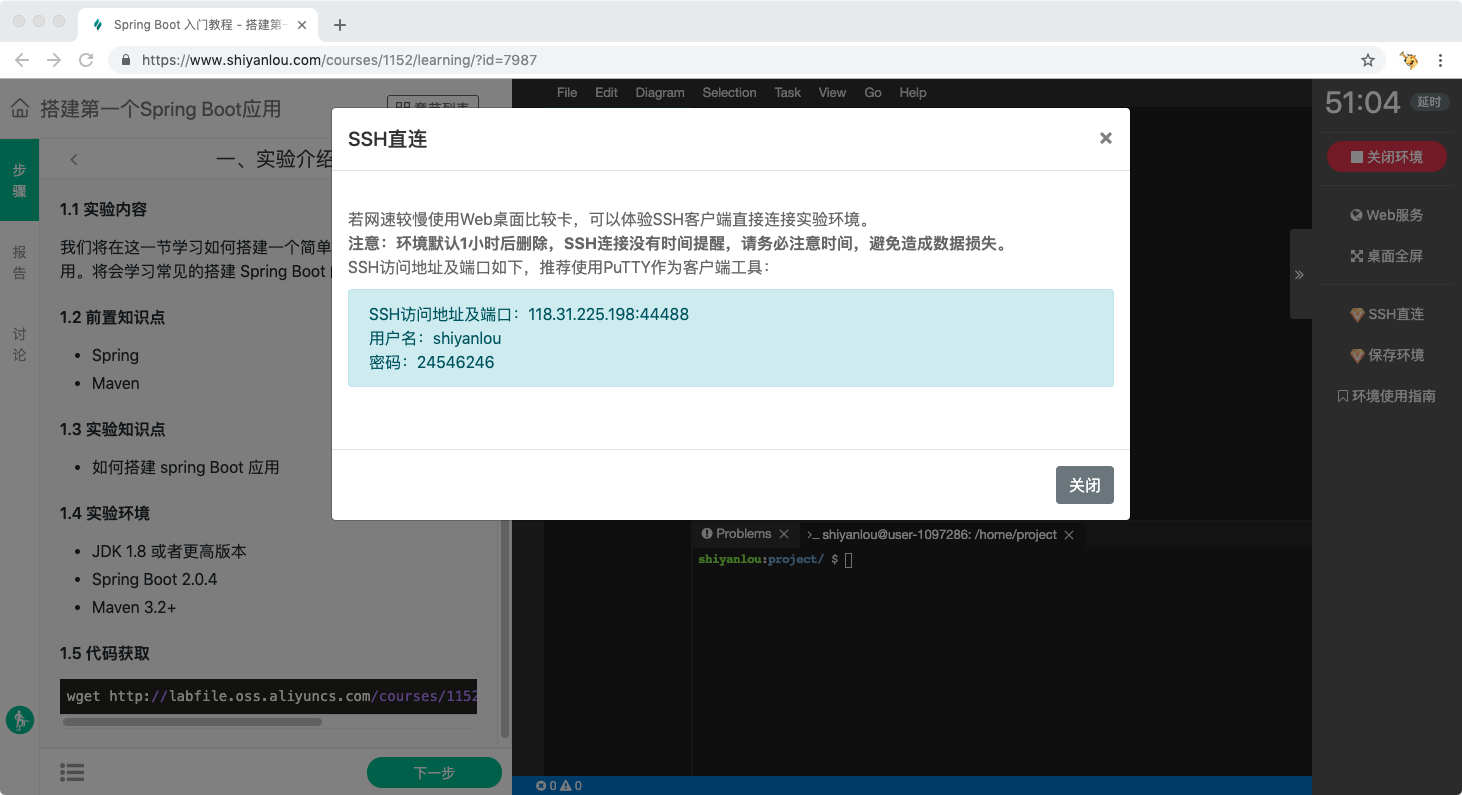 Spring Boot 入门教程 - 搭建第
https://www.shiyanlou.com/courses/1152/learning/?id=7987
搭建第一个Spring Boot应用
章节列表
File Edit Diagram Selection Task View Go Help
51:04 延时
SSH直连
×
关闭环境
步骤
一、实验介绍
报告
讨论
1.1 实验内容
我们将在这一节学习如何搭建一个简单
用。将会学习常见的搭建 Spring Boot
1.2 前置知识点
Spring
Maven
1.3 实验知识点
如何搭建 spring Boot 应用
1.4 实验环境
JDK 1.8 或者更高版本
Spring Boot 2.0.4
Maven 3.2+
1.5 代码获取
wget http://labfile.oss.aliyuncs.com/courses/1152
下一步
若网速较慢使用Web桌面比较卡，可以体验SSH客户端直接连接实验环境。
注意：环境默认1小时后删除，SSH连接没有时间提醒，请务必注意时间，避免造成数据损失。
SSH访问地址及端口如下，推荐使用PuTTY作为客户端工具：
SSH访问地址及端口：118.31.225.198:44488
用户名：shiyanlou
密码：24546246
关闭
Problems
>_ shiyanlou@user-1097286: /home/project
shiyanlou:project/ $
0 0
Web服务
桌面全屏
SSH直连
保存环境
环境使用指南